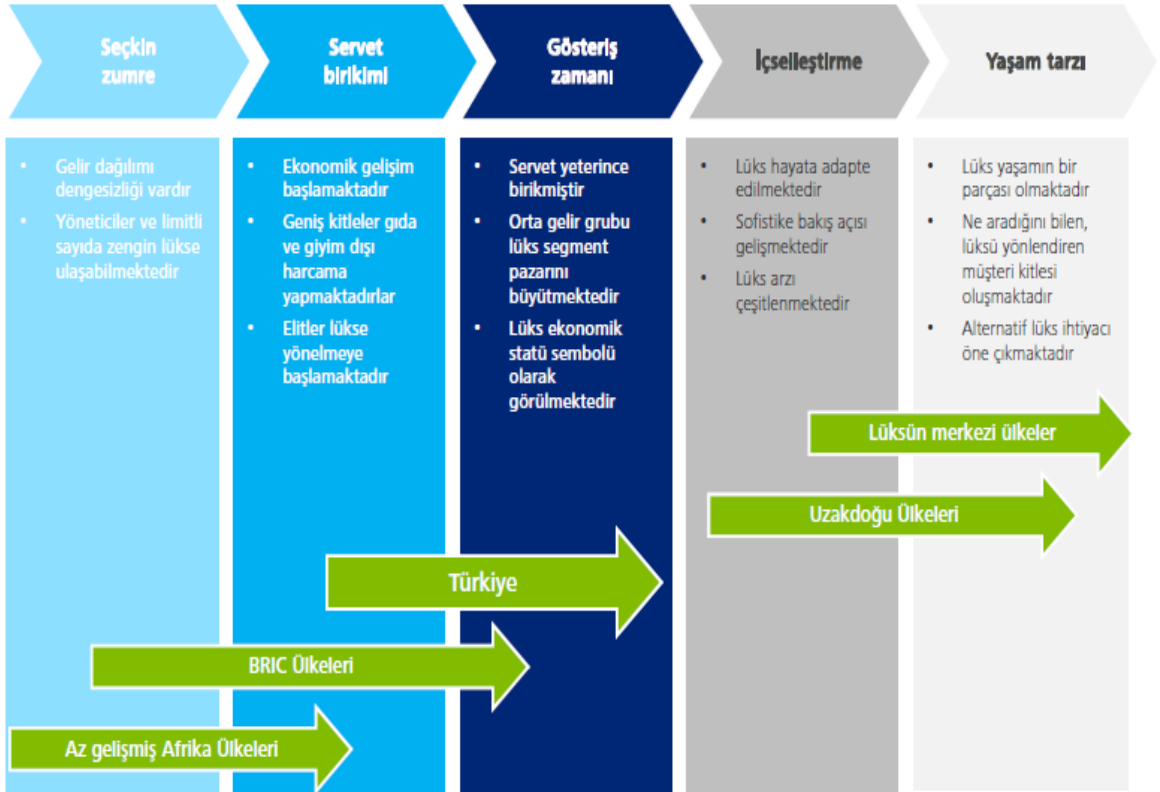 Seçkin
zumre
Servet
birikimi
Gösteriş
zamanı
İçselleştirme
Yaşam tarzı
• Gelir dağılımı
dengesizliği vardır
• Yöneticiler ve limitli
sayıda zengin lükse
ulaşabilmektedir
• Ekonomik gelişim
başlamaktadır
• Geniş kitleler gıda
ve giyim dışı
harcama
yapmaktadırlar
• Elitler lükse
yönelmeye
başlamaktadır
• Servet yeterince
birikmiştir
• Orta gelir grubu
lüks segment
pazarını
büyütmektedir
• Lüks ekonomik
statü sembolü
olarak
görülmektedir
• Lüks hayata adapte
edilmektedir
• Sofistike bakış açısı
gelişmektedir
• Lüks arzı
çeşitlenmektedir
• Lüks yaşamın bir
parçası olmaktadır
• Ne aradığını bilen,
lüksü yönlendiren
müşteri kitlesi
oluşmaktadır
• Alternatif lüks ihtiyacı
öne çıkmaktadır
Lüksün merkezi ülkeler
Uzakdoğu Ülkeleri
Türkiye
BRIC Ülkeleri
Az gelişmiş Afrika Ülkeleri